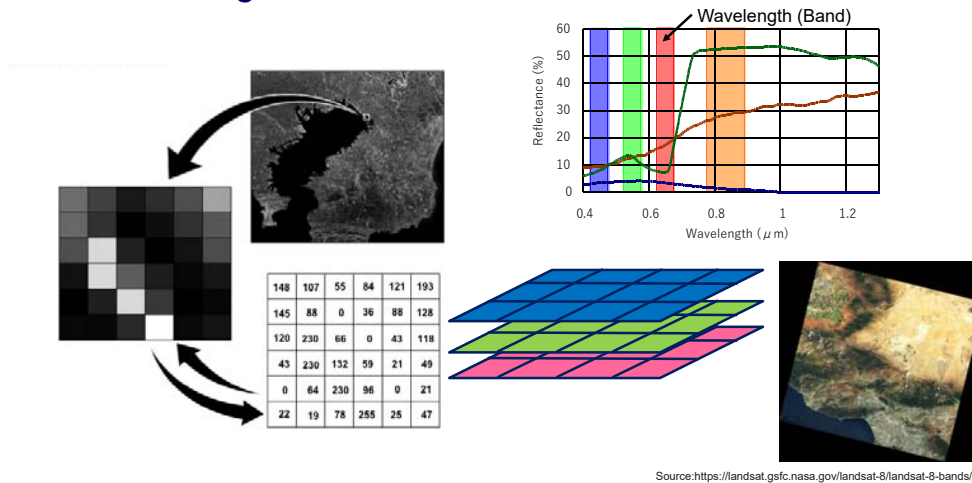 Wavelength (Band)
Reflectance (%)
60
50
40
30
20
10
0
0.4 0.6 0.8 1 1.2
Wavelength (μm)
148 107 55 84 121 193
145 88 0 36 88 128
120 230 66 0 43 118
43 230 132 59 21 49
0 64 230 96 0 21
22 19 78 255 25 47
Source:https://landsat.gsfc.nasa.gov/landsat-8/landsat-8-bands/